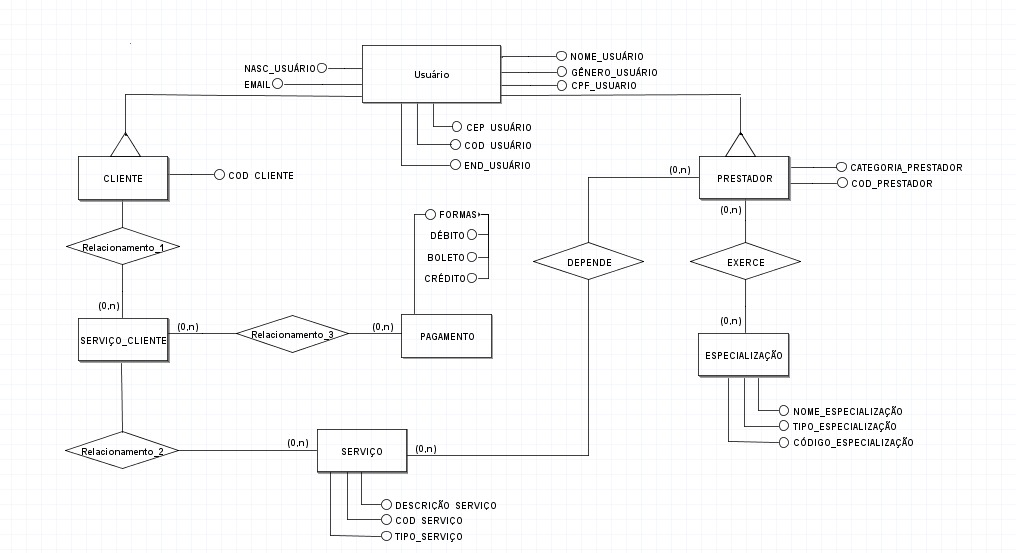 Usuário
NASC_USUÁRIO
EMAIL
NOME_USUÁRIO
GÊNERO_USUÁRIO
CPF_USUARIO
CEP USUÁRIO
COD USUÁRIO
END_USUÁRIO
CLIENTE
COD CLIENTE
PRESTADOR
CATEGORIA_PRESTADOR
COD_PRESTADOR
(0,n)
(0,n)
FORMAS
DÉBITO
BOLETO
CRÉDITO
Relacionamento_1
DEPENDE
EXERCE
(0,n)
SERVIÇO_CLIENTE
(0,n)
Relacionamento_3
(0,n)
PAGAMENTO
(0,n)
ESPECIALIZAÇÃO
NOME_ESPECIALIZAÇÃO
TIPO_ESPECIALIZAÇÃO
CÓDIGO_ESPECIALIZAÇÃO
Relacionamento_2
(0,n)
SERVIÇO
(0,n)
DESCRIÇÃO SERVIÇO
COD SERVIÇO
TIPO_SERVIÇO